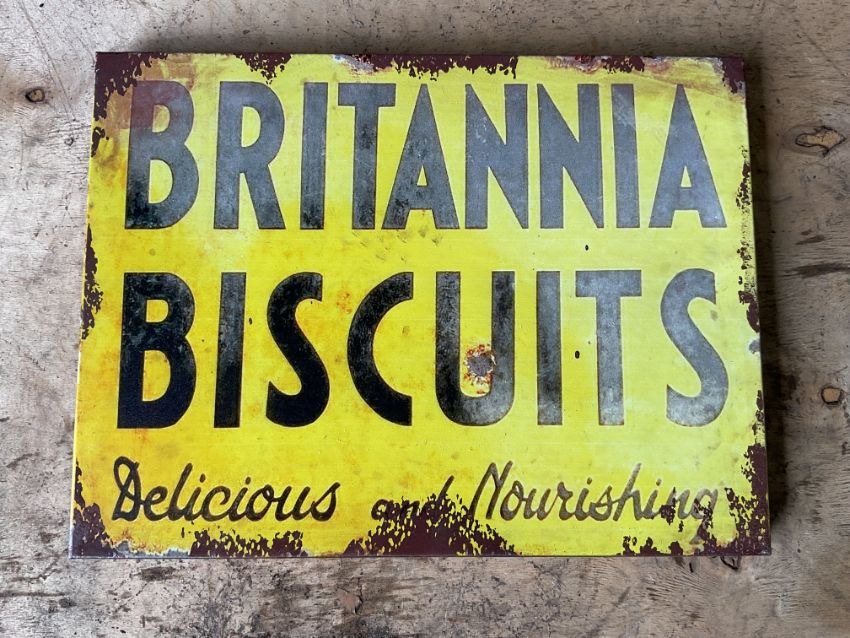 BRITANNIA
BISCUITS
Delicious and Nourishing